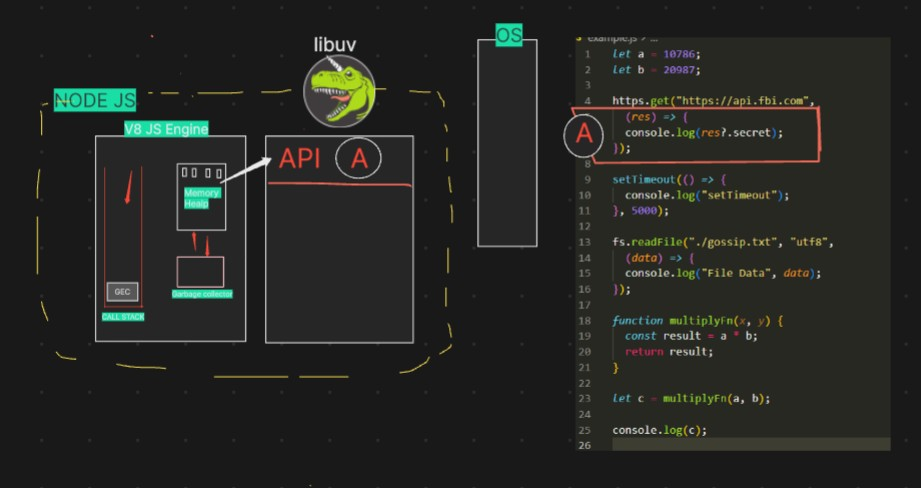 libuv
OS
NODE JS
V8 JS Engine
Memory
Healp
GEC
CALL STACK
Garbage collector
API A
A
example.js > ...
1 let a = 10786;
2 let b = 20987;
3
4 https.get("https://api.fbi.com",
(res) => {
console.log(res?.secret);
});
8
9 setTimeout(() => {
10 console.log("setTimeout");
11 }, 5000);
12
13 fs.readFile("./gossip.txt", "utf8",
14 (data) => {
15 console.log("File Data", data);
16 });
17
18 function multiplyFn(x, y) {
19 const result = a * b;
20 return result;
21 }
22
23 let c = multiplyFn(a, b);
24
25 console.log(c);
26